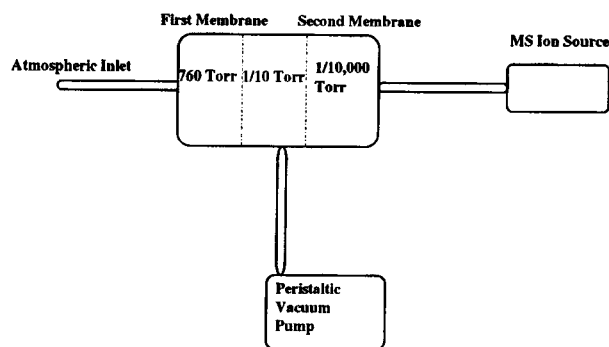 First Membrane Second Membrane
MS Ion Source
Atmospheric Inlet
760 Torr 1/10 Torr 1/10,000
Torr
Peristaltic
Vacuum
Pump